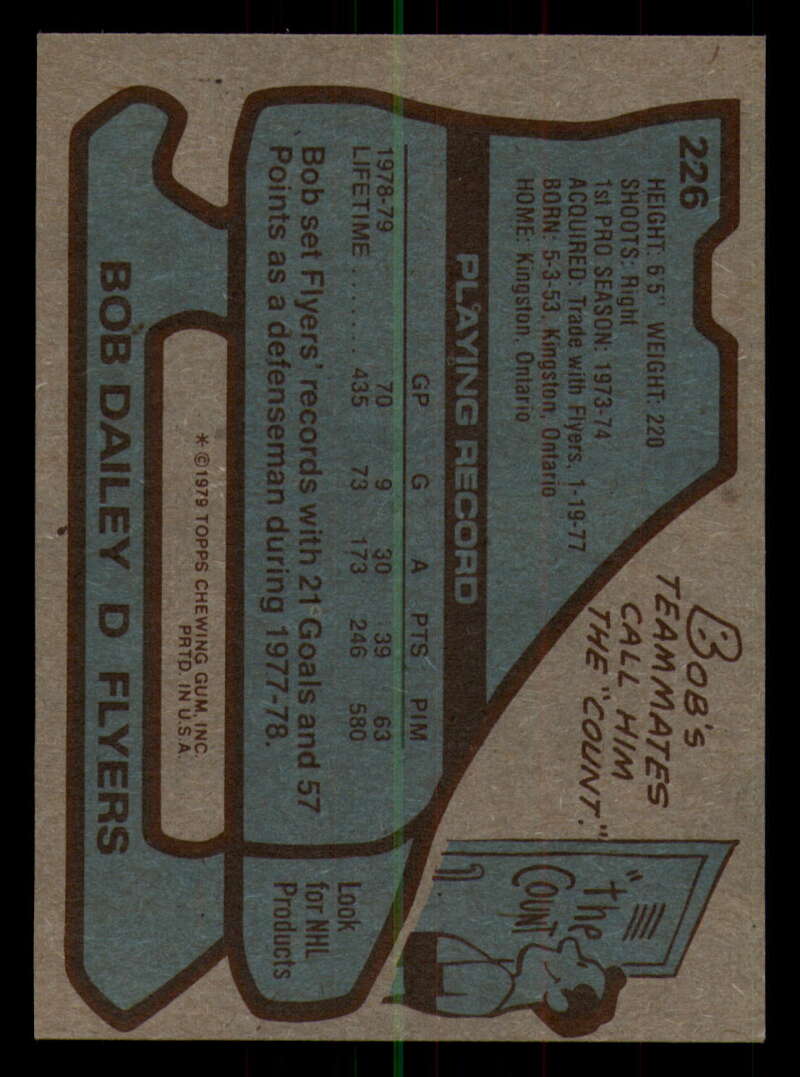 226
HEIGHT: 6'5" WEIGHT: 220
SHOOTS: Right
1st PRO SEASON: 1973-74
ACQUIRED: Trade with Flyers, 1-19-77
BORN: 5-3-53, Kingston, Ontario
HOME: Kingston, Ontario
BOB'S
TEAMMATES
CALL HIM
THE "COUNT."
"the
COUNT
PLAYING RECORD
GP G A PTS PIM
1978-79 70 9 30 39 63
LIFETIME ........ 435 73 173 246 580
Bob set Flyers' records with 21 Goals and 57
Points as a defenseman during 1977-78.
Look
for NHL
Products
* ©1979 TOPPS CHEWING GUM, INC.
PRTD. IN U.S.A.
BOB DAILEY D FLYERS